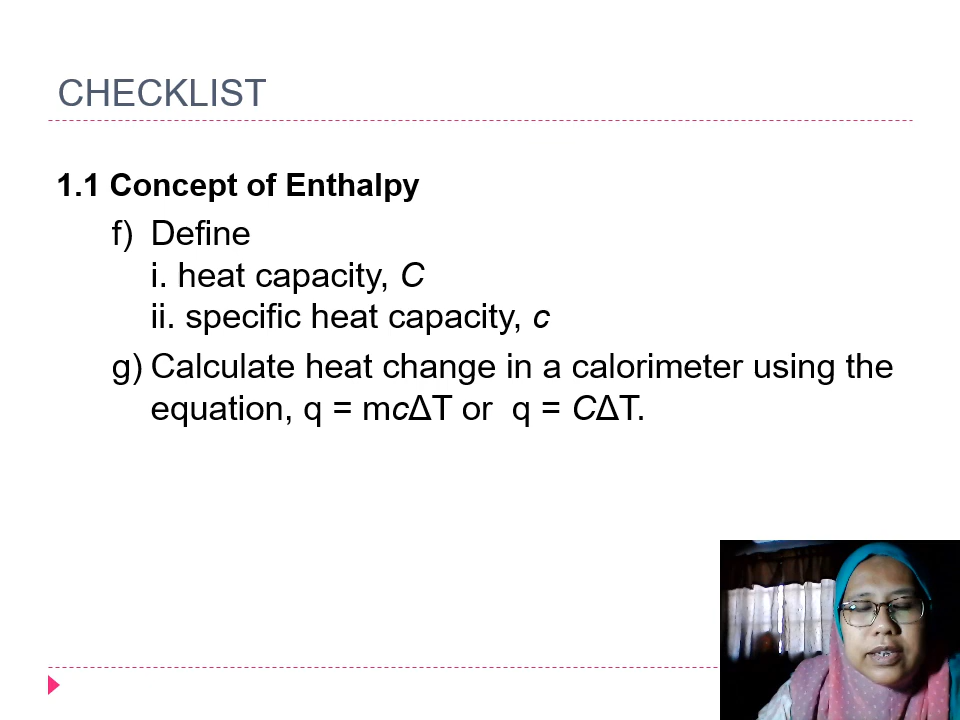 CHECKLIST
1.1 Concept of Enthalpy
f) Define
i. heat capacity, C
ii. specific heat capacity, c
g) Calculate heat change in a calorimeter using the
equation, q = mcΔT or q = CΔT.